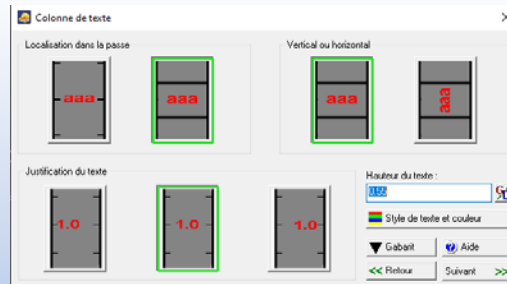 Colonne de texte
Localisation dans la passe
Vertical ou horizontal
aaa
aaa
aaa
aaa
Justification du texte
Hauteur du texte :
0.55
1.0
1.0
1.0
Style de texte et couleur
Gabarit
Aide
<< Retour
Suivant >>